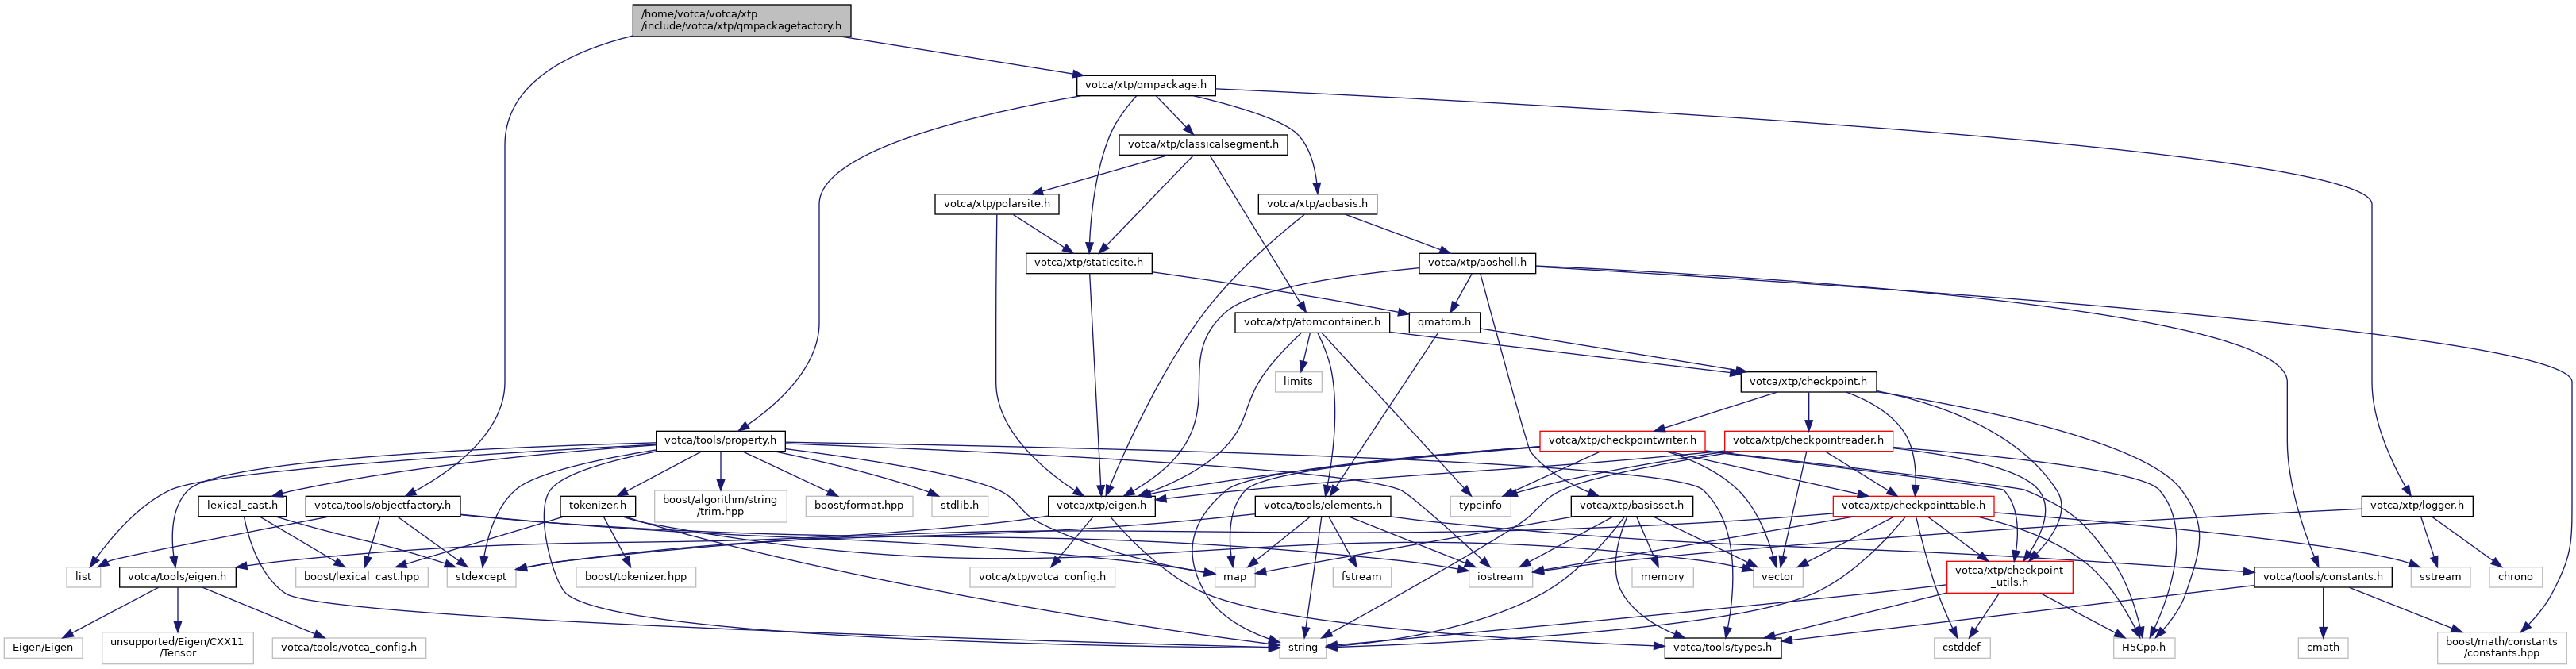 /home/votca/votca/xtp
/include/votca/xtp/qmpackagefactory.h
votca/xtp/qmpackage.h
votca/xtp/classicalsegment.h
votca/xtp/polarsite.h
votca/xtp/aobasis.h
votca/xtp/staticsite.h
votca/xtp/aoshell.h
votca/xtp/atomcontainer.h
qmatom.h
limits
votca/xtp/checkpoint.h
votca/tools/property.h
votca/xtp/checkpointwriter.h
votca/xtp/checkpointreader.h
lexical_cast.h
votca/tools/objectfactory.h
tokenizer.h
boost/algorithm/string
/trim.hpp
boost/format.hpp
stdlib.h
votca/xtp/eigen.h
votca/tools/elements.h
typeinfo
votca/xtp/basisset.h
votca/xtp/checkpointtable.h
votca/xtp/logger.h
list
votca/tools/eigen.h
boost/lexical_cast.hpp
stdexcept
boost/tokenizer.hpp
votca/xtp/votca_config.h
map
fstream
iostream
memory
vector
votca/xtp/checkpoint
_utils.h
votca/tools/constants.h
sstream
chrono
Eigen/Eigen
unsupported/Eigen/CXX11
/Tensor
votca/tools/votca_config.h
string
votca/tools/types.h
cstddef
H5Cpp.h
cmath
boost/math/constants
/constants.hpp